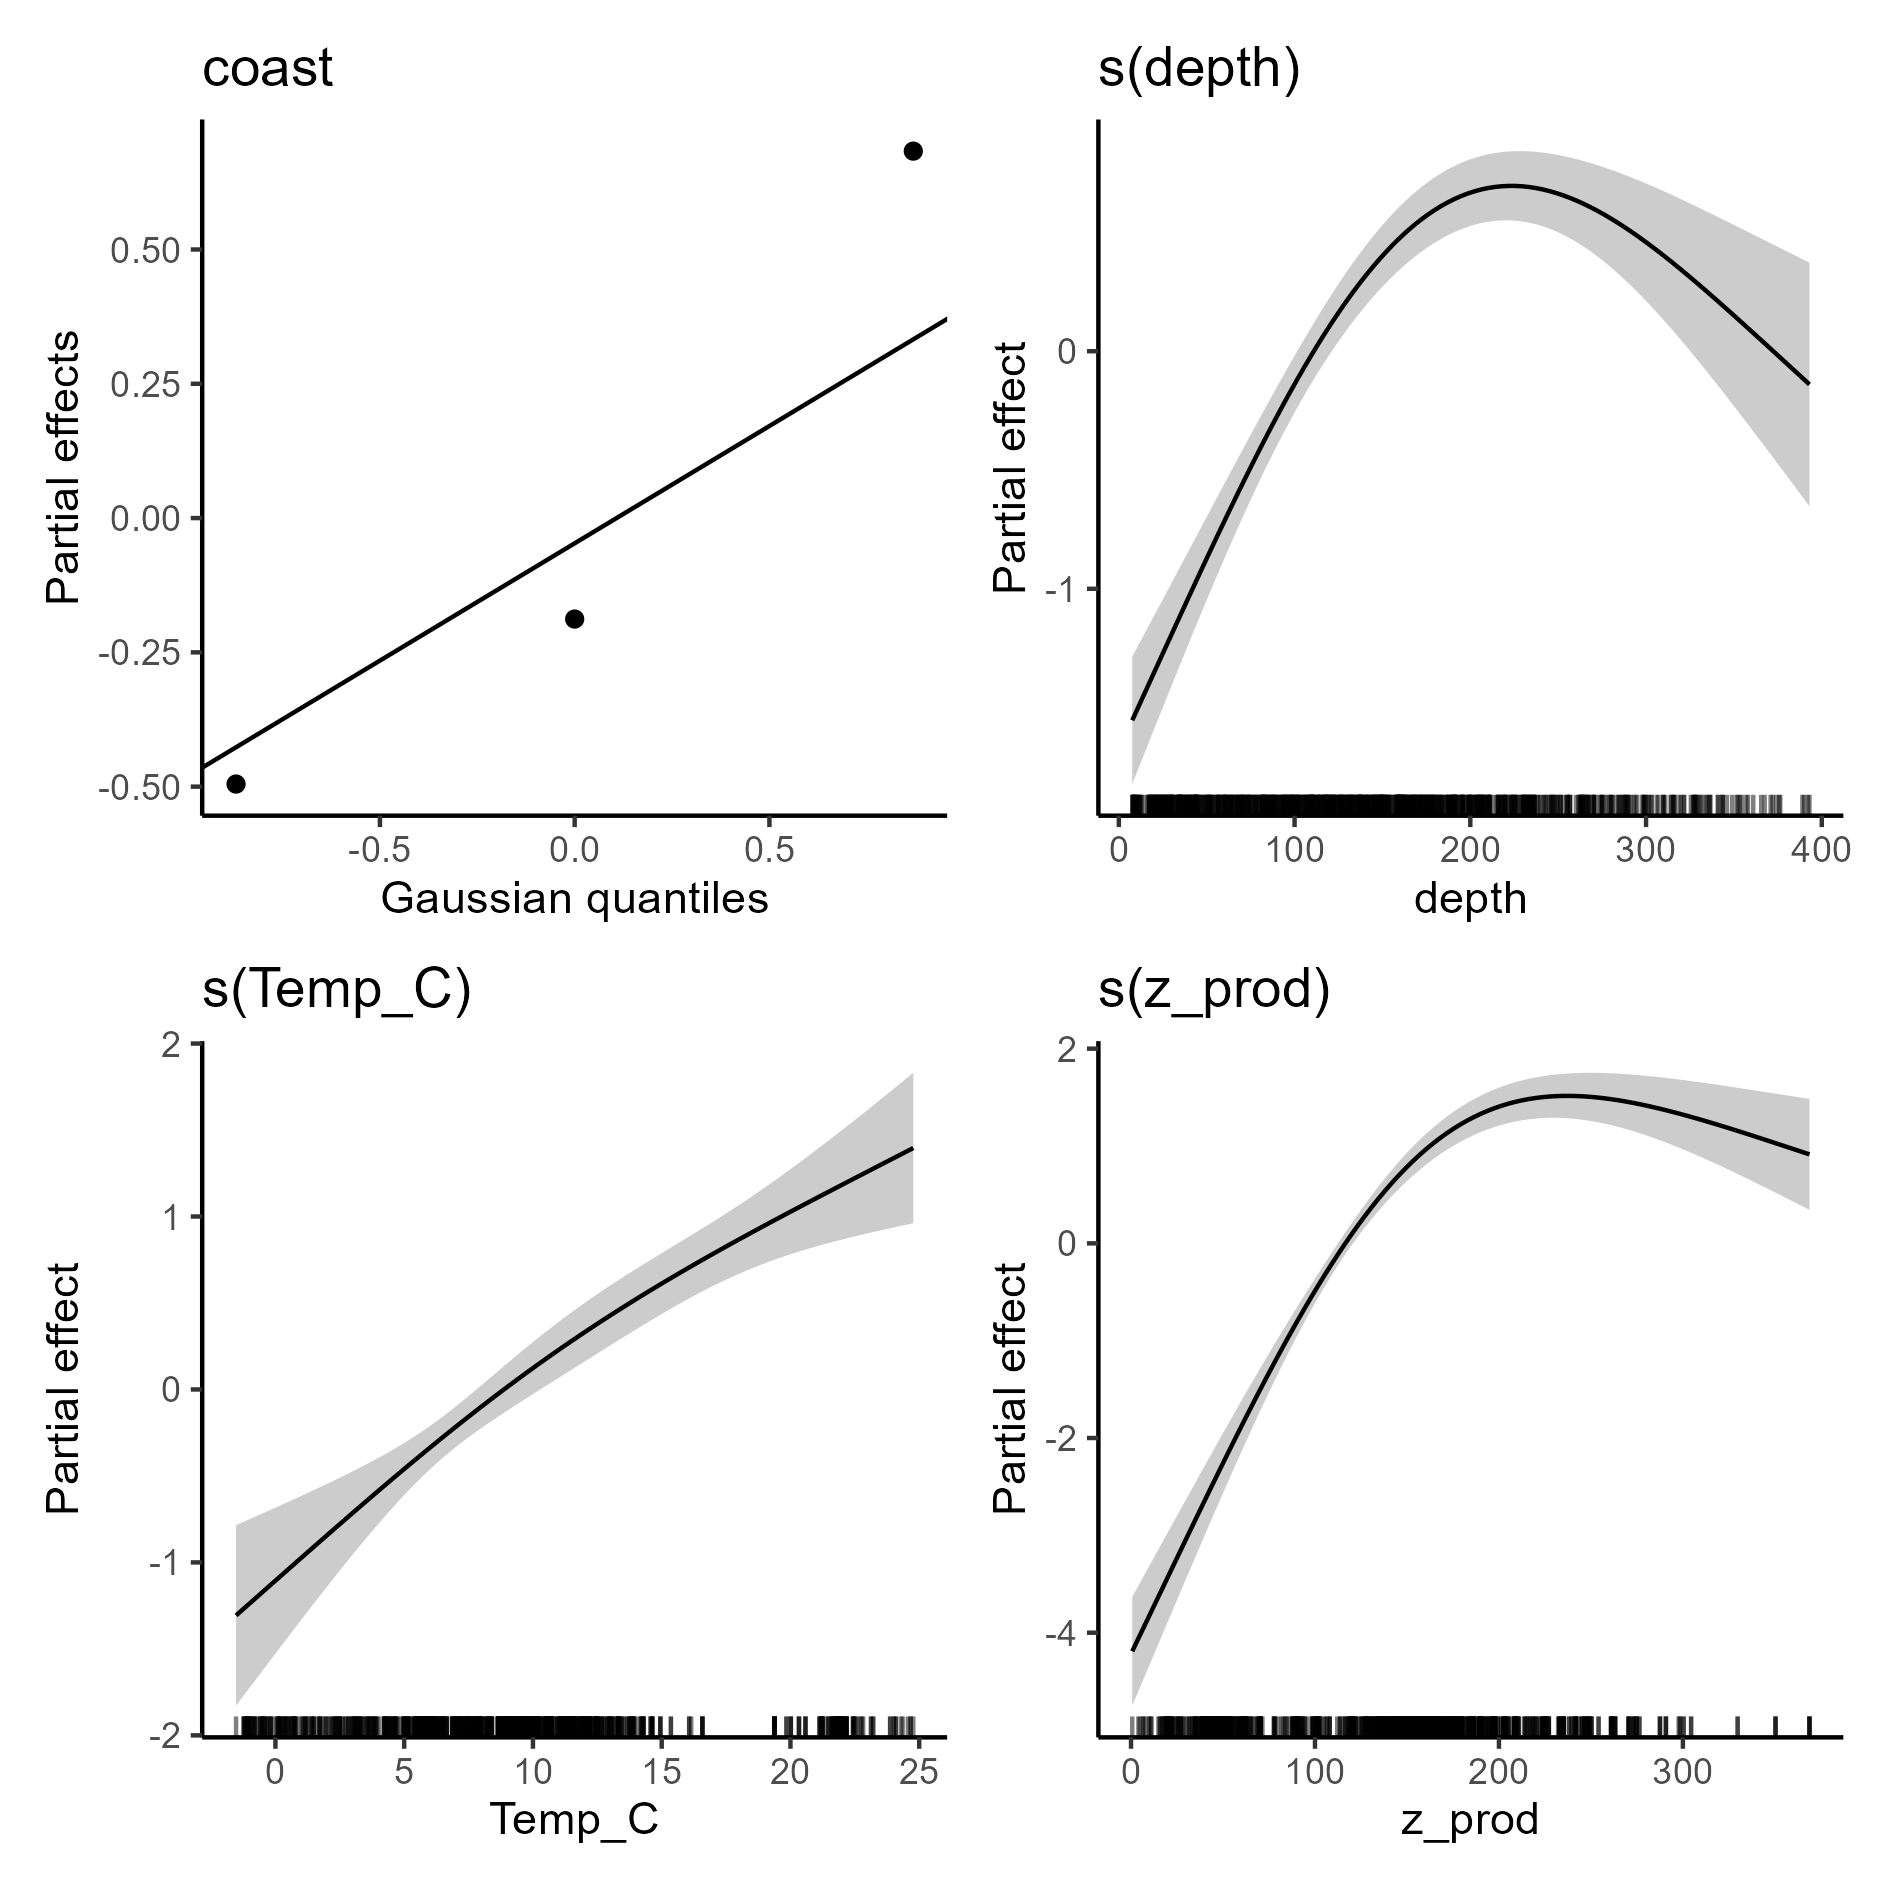 coast
0.50
0.25
0.00
-0.25
-0.50
Partial effects
-0.5 0.0 0.5
Gaussian quantiles
s(depth)
0
-1
Partial effect
0 100 200 300 400
depth
s(Temp_C)
2
1
0
-1
-2
Partial effect
0 5 10 15 20 25
Temp_C
s(z_prod)
2
0
-2
-4
Partial effect
0 100 200 300
z_prod